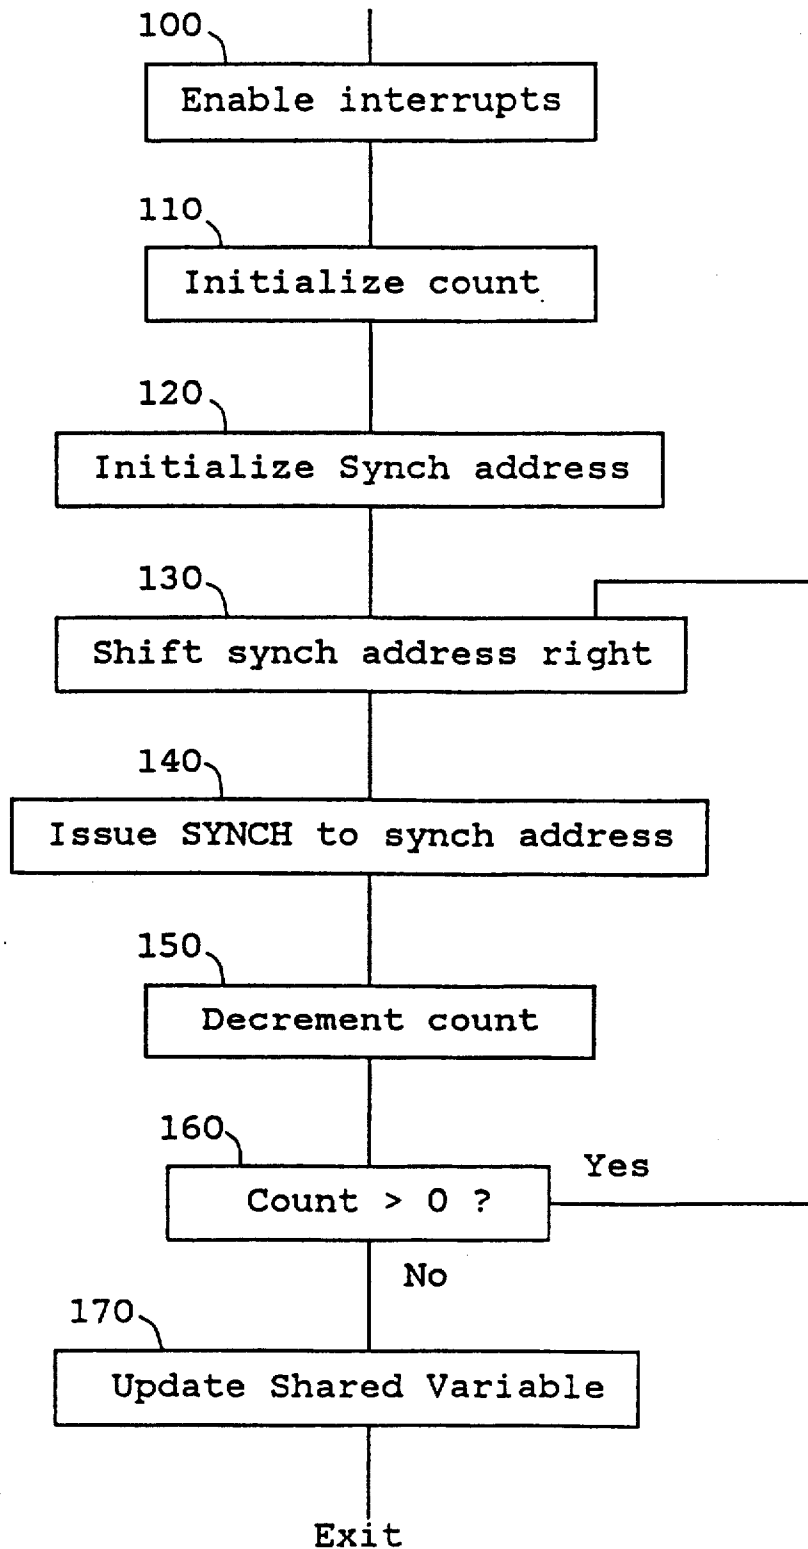 100
Enable interrupts
110
Initialize count
120
Initialize Synch address
130
Shift synch address right
140
Issue SYNCH to synch address
150
Decrement count
160
Count > 0 ?
Yes
No
170
Update Shared Variable
Exit